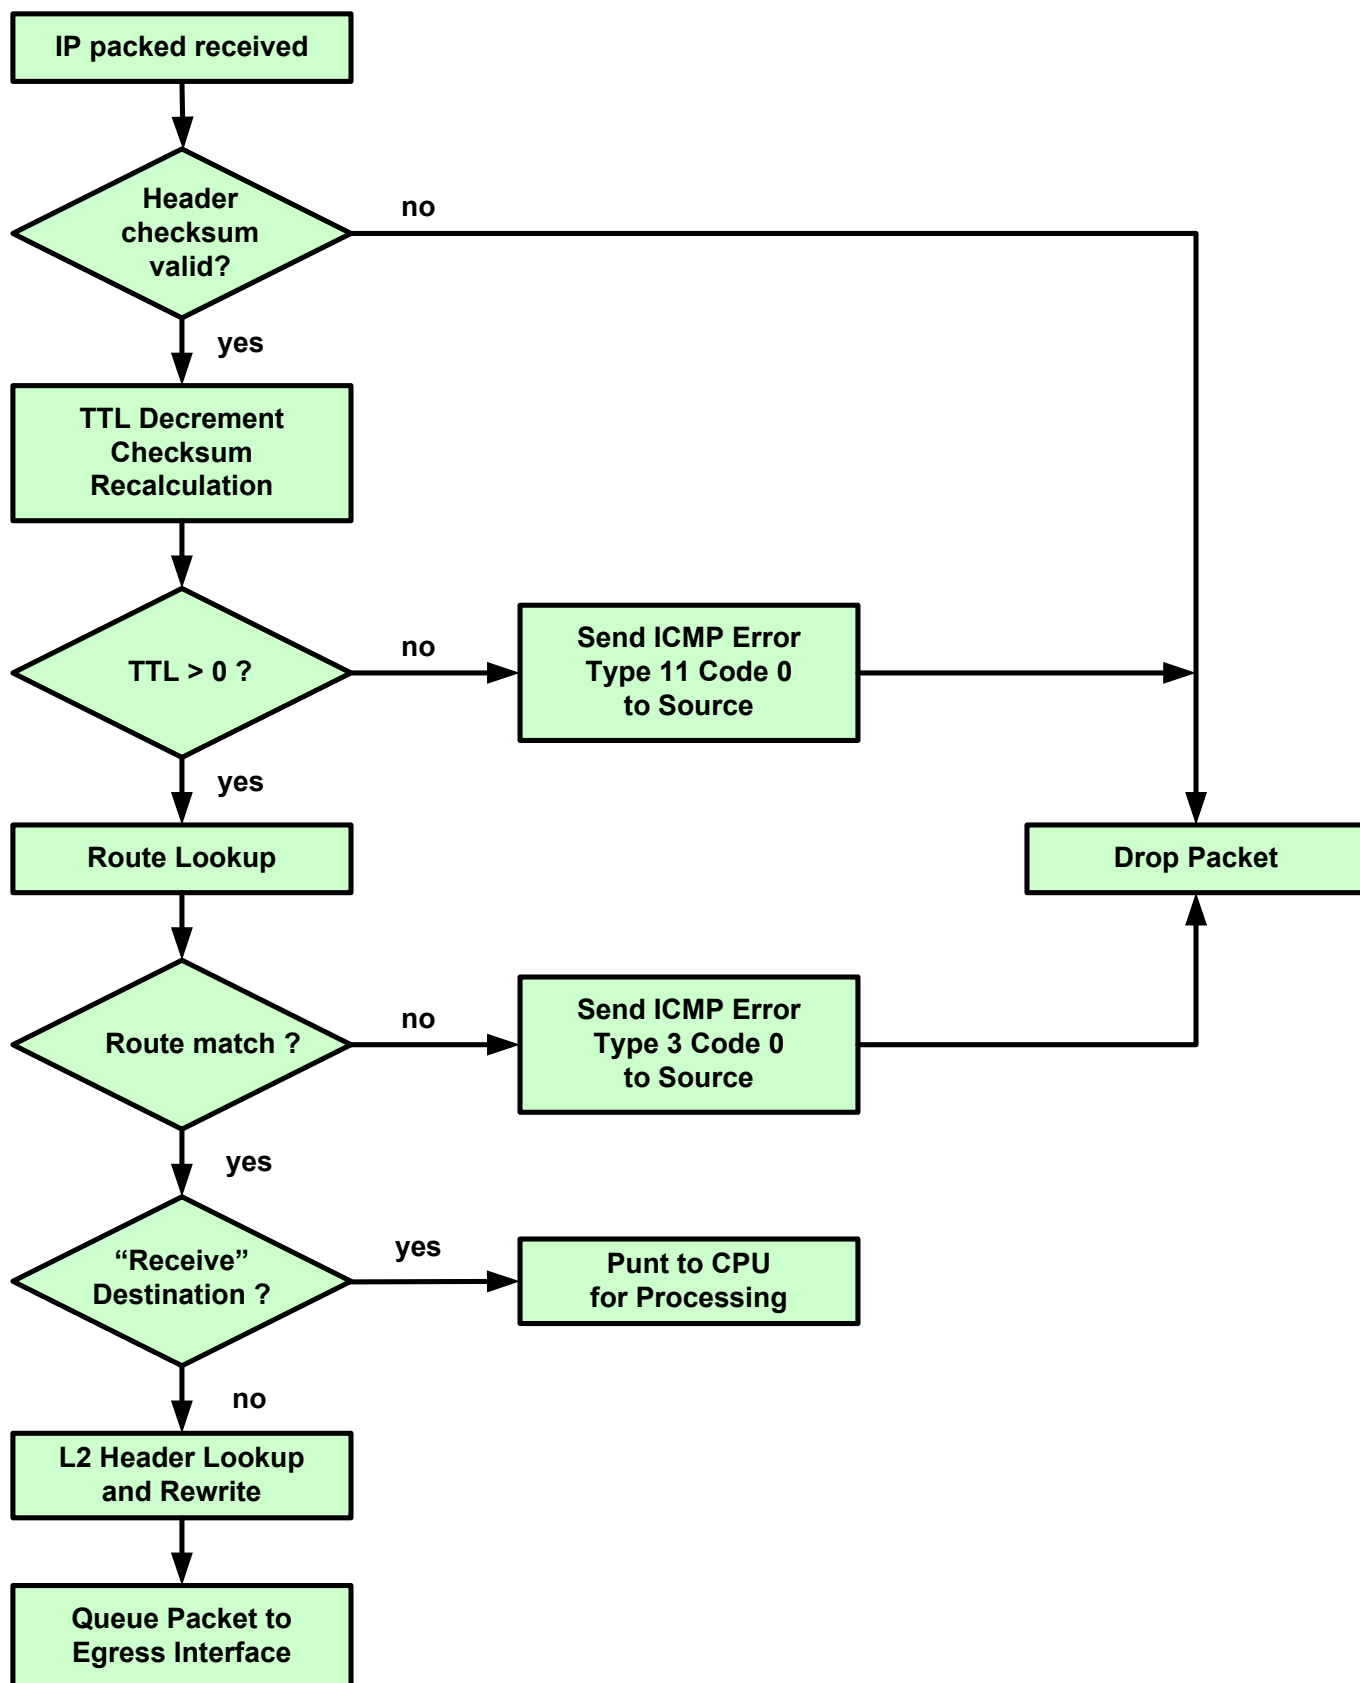 IP packed received
Header
checksum
valid?
no
yes
TTL Decrement
Checksum
Recalculation
TTL > 0 ?
no
Send ICMP Error
Type 11 Code 0
to Source
yes
Route Lookup
Drop Packet
Route match ?
no
Send ICMP Error
Type 3 Code 0
to Source
yes
“Receive”
Destination ?
yes
Punt to CPU
for Processing
no
L2 Header Lookup
and Rewrite
Queue Packet to
Egress Interface